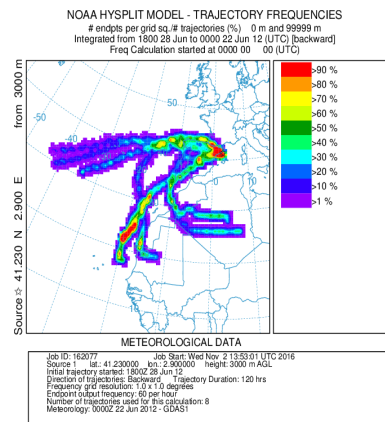 NOAA HYSPLIT MODEL - TRAJECTORY FREQUENCIES
# endpts per grid sq./# trajectories (%) 0 m and 99999 m
Integrated from 1800 28 Jun to 0000 22 Jun 12 (UTC) [backward]
Freq Calculation started at 0000 00 00 (UTC)
Source ☆ 41.230 N 2.900 E from 3000 m
>90 %
>80 %
>70 %
>60 %
>50 %
>40 %
>30 %
>20 %
>10 %
>1 %
-50
-40
50
10
METEOROLOGICAL DATA
Job ID: 162077 Job Start: Wed Nov 2 13:53:01 UTC 2016
Source 1 lat.: 41.230000 lon.: 2.900000 height: 3000 m AGL
Initial trajectory started: 1800Z 28 Jun 12
Direction of trajectories: Backward Trajectory Duration: 120 hrs
Frequency grid resolution: 1.0 x 1.0 degrees
Endpoint output frequency: 60 per hour
Number of trajectories used for this calculation: 8
Meteorology: 0000Z 22 Jun 2012 - GDAS1